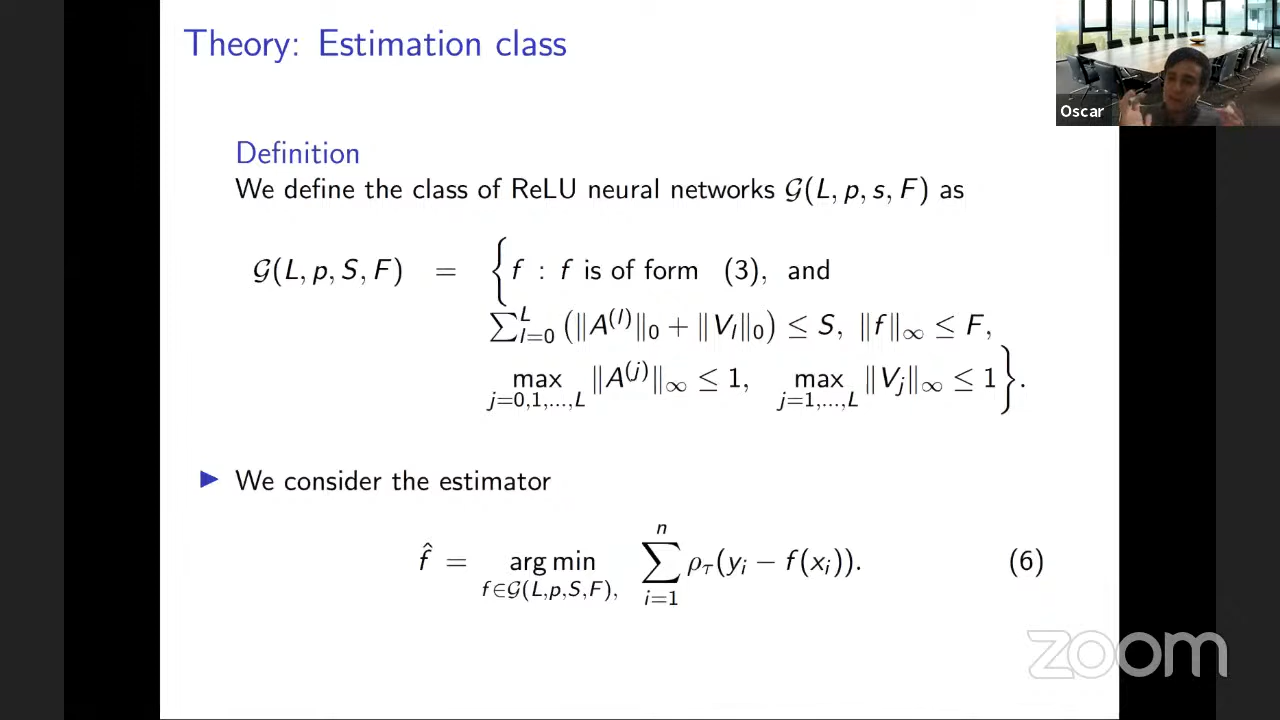 Theory: Estimation class
Oscar
Definition
We define the class of ReLU neural networks 𝒢(L, p, s, F) as
𝒢(L, p, S, F) = { f : f is of form (3), and
∑_{l=0}^{L} (‖A^{(l)}‖_0 + ‖V_l‖_0) ≤ S, ‖f‖_∞ ≤ F,
max_{j=0,1,...,L} ‖A^{(j)}‖_∞ ≤ 1, max_{j=1,...,L} ‖V_j‖_∞ ≤ 1 }.
▶ We consider the estimator
f̂ = arg min_{f∈𝒢(L,p,S,F),} ∑_{i=1}^{n} ρ_τ(y_i − f(x_i)). (6)
zoom